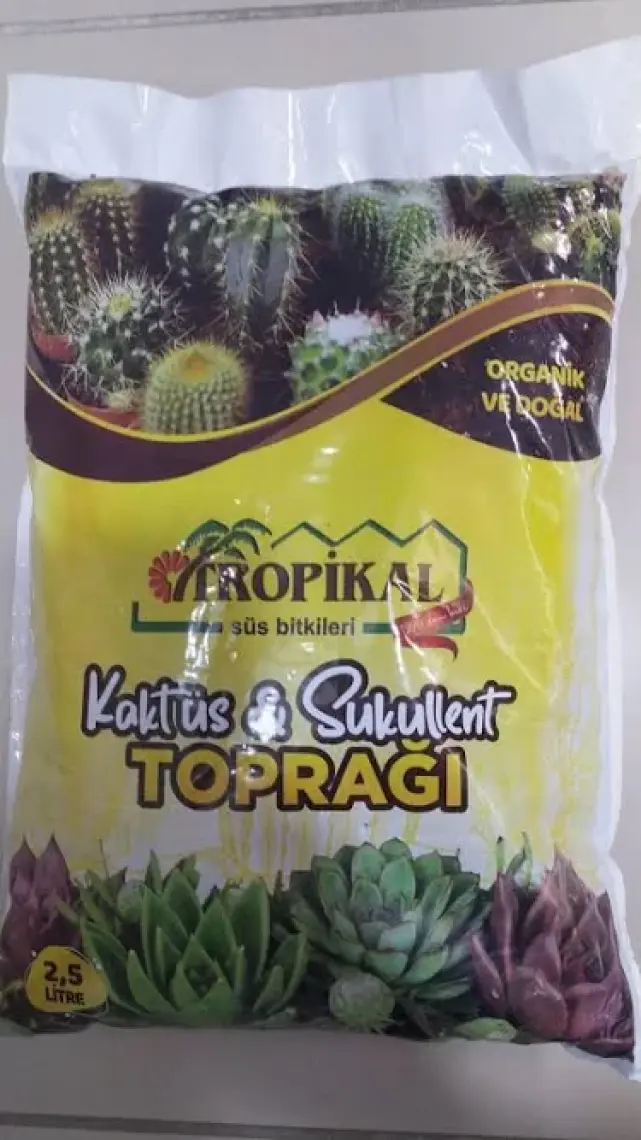 ORGANİK
VE DOĞAL
TROPİKAL
süs bitkileri
Kaktüs & Sukullent
TOPRAĞI
2,5
LİTRE